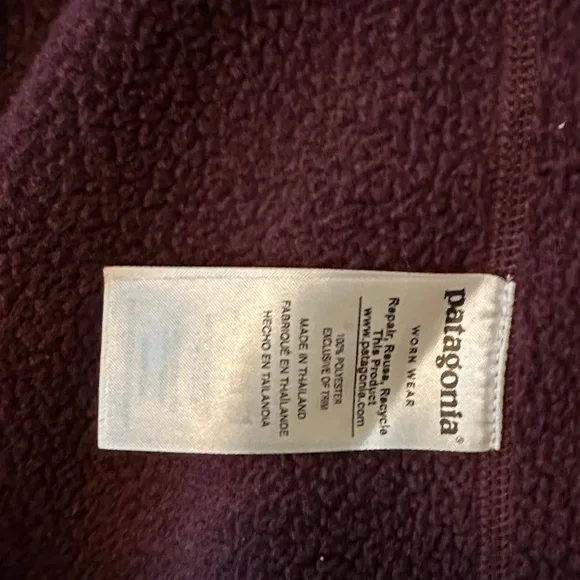 patagonia®
WORN WEAR
Repair, Reuse, Recycle
This Product
www.patagonia.com
100% POLYESTER
EXCLUSIVE OF TRIM
MADE IN THAILAND
FABRIQUÉ EN THAÏLANDE
HECHO EN TAILANDIA